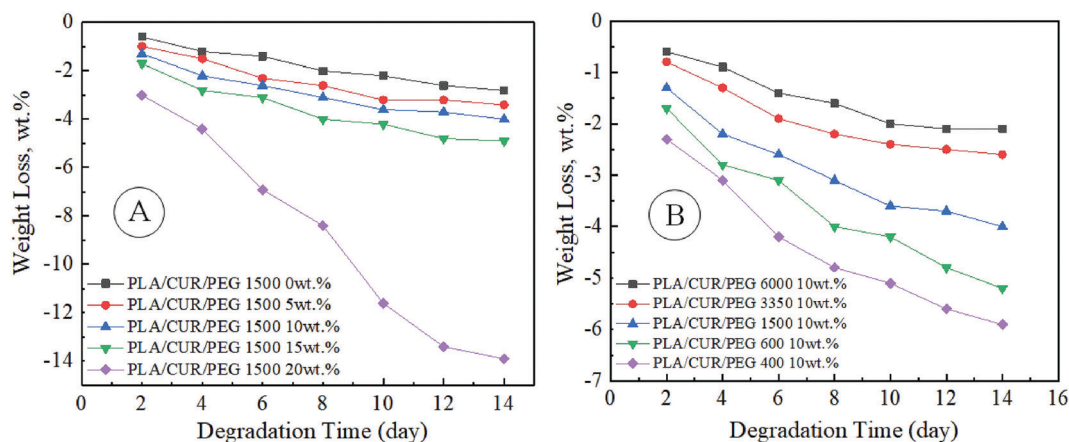 0
-2
-4
-6
-8
-10
-12
-14
Weight Loss, wt.%
A
PLA/CUR/PEG 1500 0wt.%
PLA/CUR/PEG 1500 5wt.%
PLA/CUR/PEG 1500 10wt.%
PLA/CUR/PEG 1500 15wt.%
PLA/CUR/PEG 1500 20wt.%
0 2 4 6 8 10 12 14
Degradation Time (day)
0
-1
-2
-3
-4
-5
-6
-7
Weight Loss, wt.%
B
PLA/CUR/PEG 6000 10wt.%
PLA/CUR/PEG 3350 10wt.%
PLA/CUR/PEG 1500 10wt.%
PLA/CUR/PEG 600 10wt.%
PLA/CUR/PEG 400 10wt.%
0 2 4 6 8 10 12 14 16
Degradation Time (day)